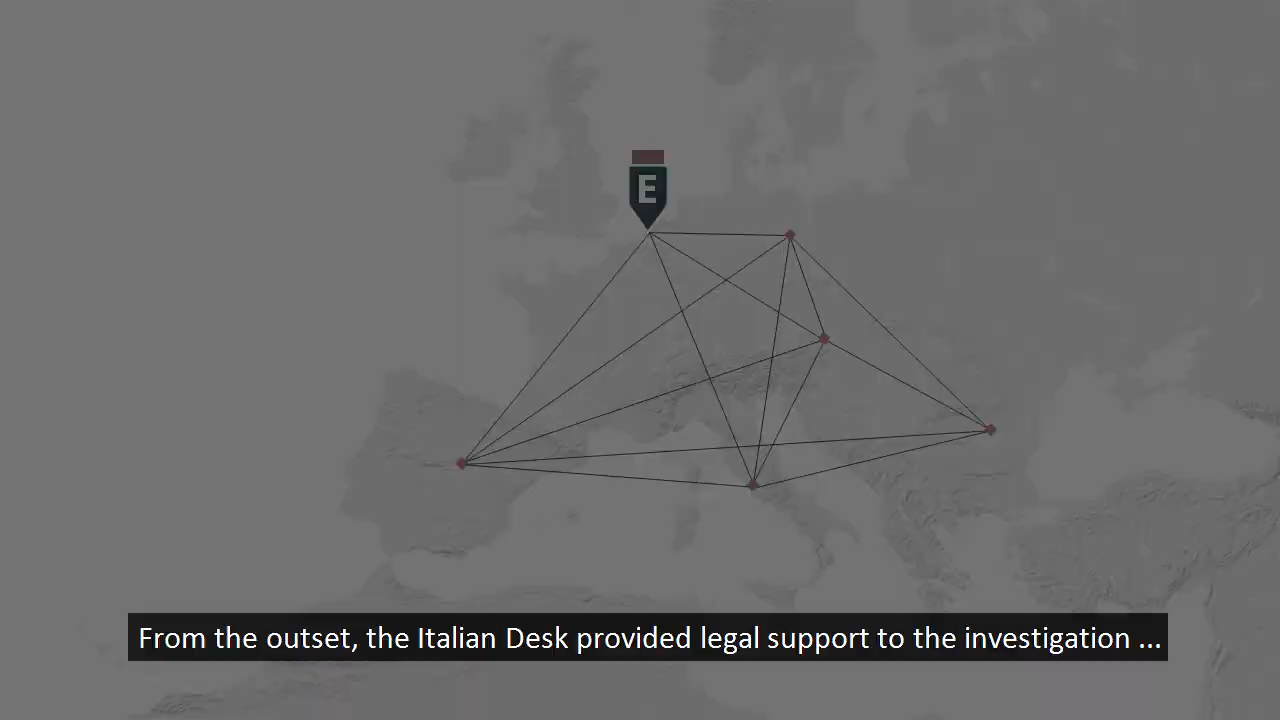 E
From the outset, the Italian Desk provided legal support to the investigation ...